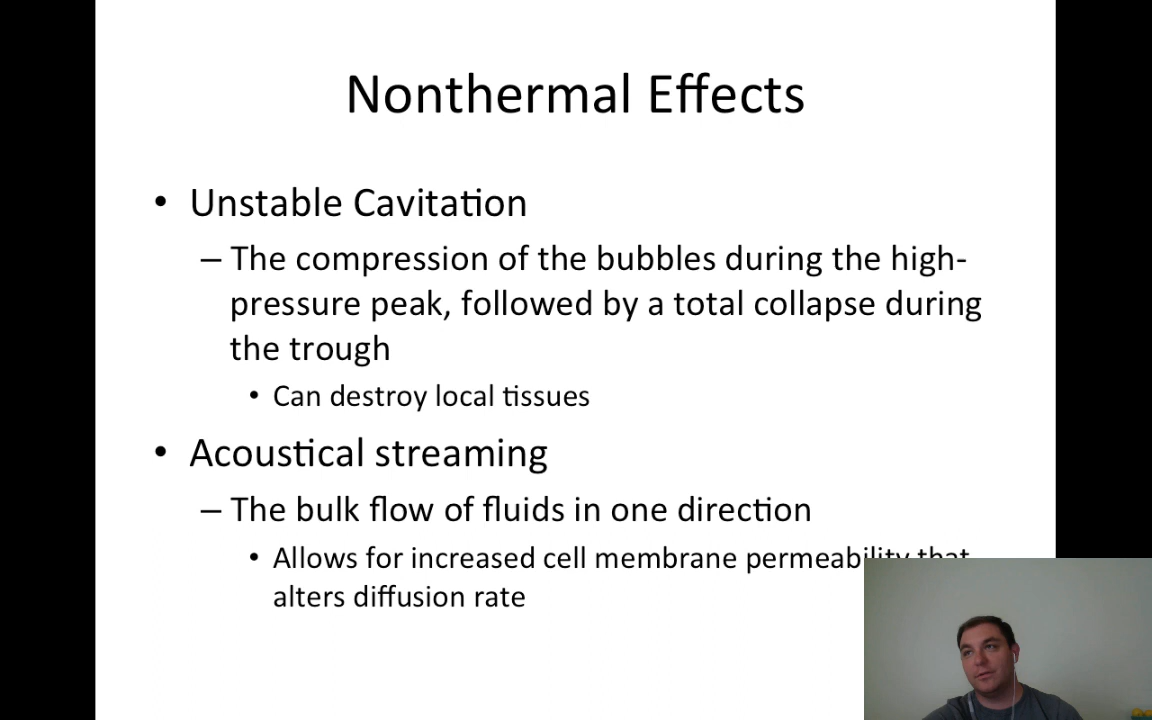 Nonthermal Effects
• Unstable Cavitation
– The compression of the bubbles during the high-
pressure peak, followed by a total collapse during
the trough
• Can destroy local tissues
• Acoustical streaming
– The bulk flow of fluids in one direction
• Allows for increased cell membrane permeability that
alters diffusion rate